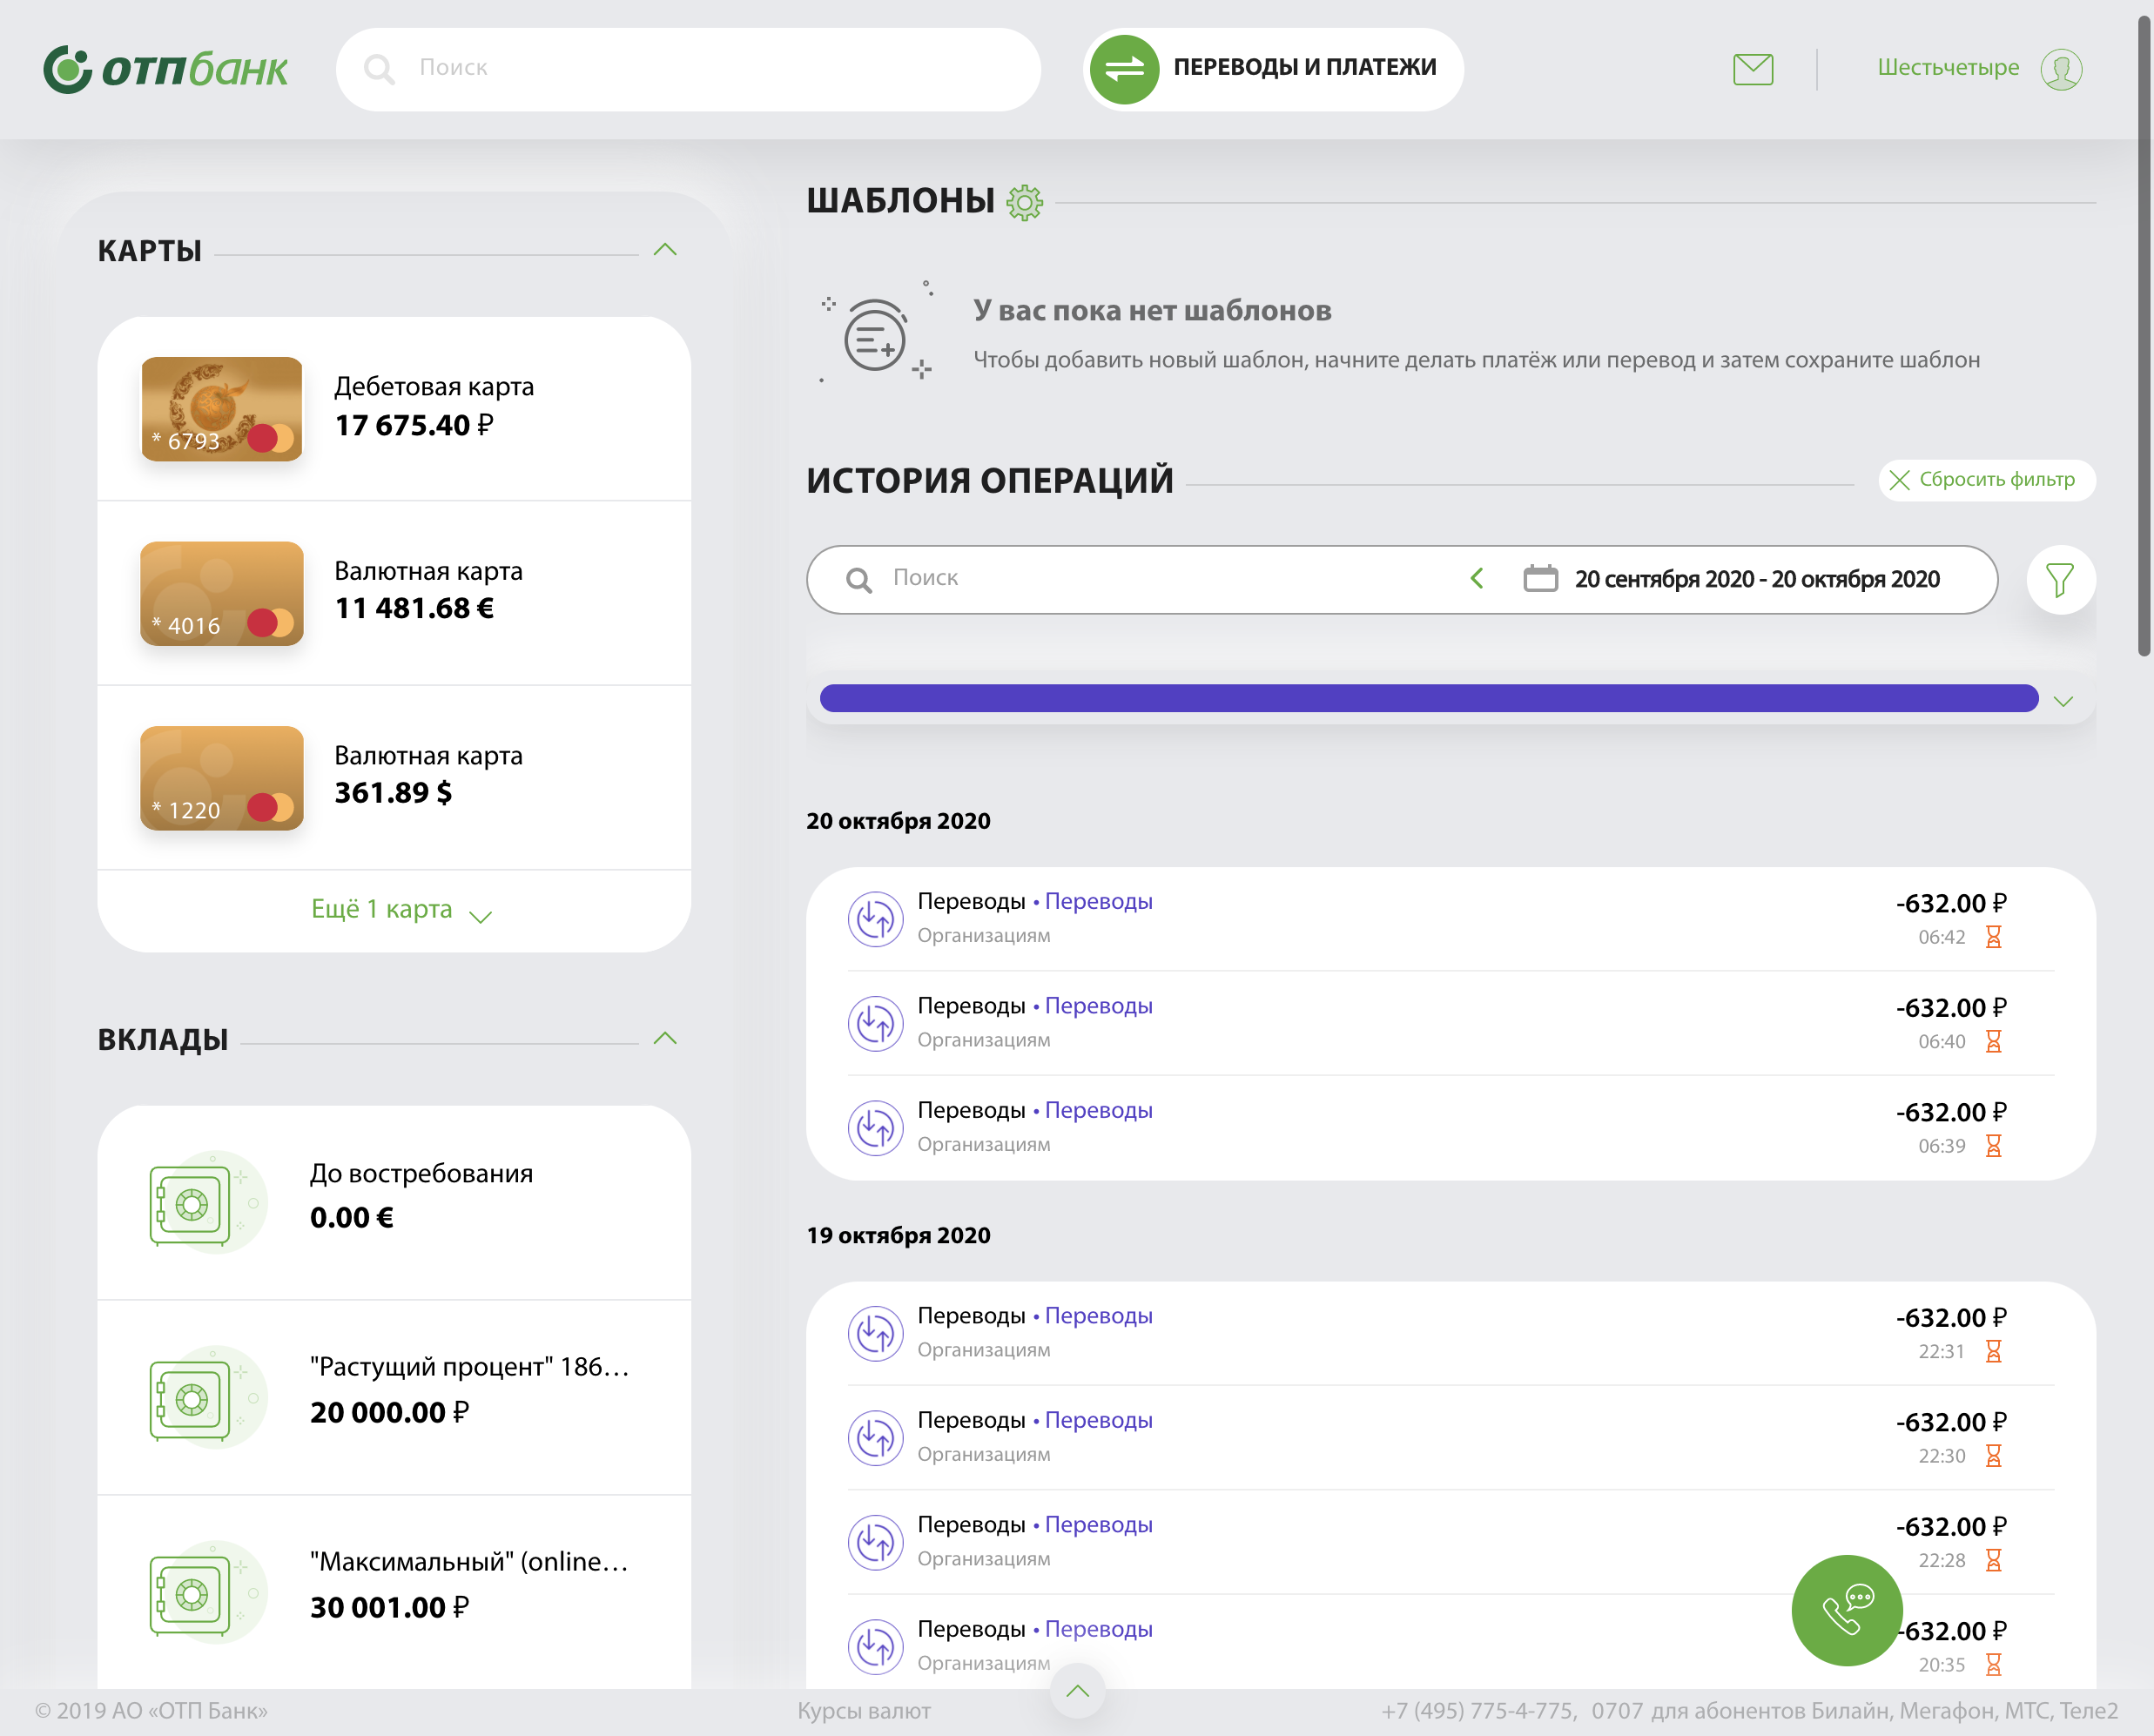 ОТПбанк
Поиск
ПЕРЕВОДЫ И ПЛАТЕЖИ
Шестьчетыре
КАРТЫ
* 6793
Дебетовая карта
17 675.40 ₽
* 4016
Валютная карта
11 481.68 €
* 1220
Валютная карта
361.89 $
Ещё 1 карта
ВКЛАДЫ
До востребования
0.00 €
"Растущий процент" 186...
20 000.00 ₽
"Максимальный" (online...
30 001.00 ₽
ШАБЛОНЫ
У вас пока нет шаблонов
Чтобы добавить новый шаблон, начните делать платёж или перевод и затем сохраните шаблон
ИСТОРИЯ ОПЕРАЦИЙ
Сбросить фильтр
Поиск
20 сентября 2020 - 20 октября 2020
20 октября 2020
Переводы • Переводы
-632.00 ₽
Организациям
06:42
Переводы • Переводы
-632.00 ₽
Организациям
06:40
Переводы • Переводы
-632.00 ₽
Организациям
06:39
19 октября 2020
Переводы • Переводы
-632.00 ₽
Организациям
22:31
Переводы • Переводы
-632.00 ₽
Организациям
22:30
Переводы • Переводы
-632.00 ₽
Организациям
22:28
Переводы • Переводы
-632.00 ₽
Организациям
20:35
© 2019 АО «ОТП Банк»
Курсы валют
+7 (495) 775-4-775, 0707 для абонентов Билайн, Мегафон, МТС, Теле2